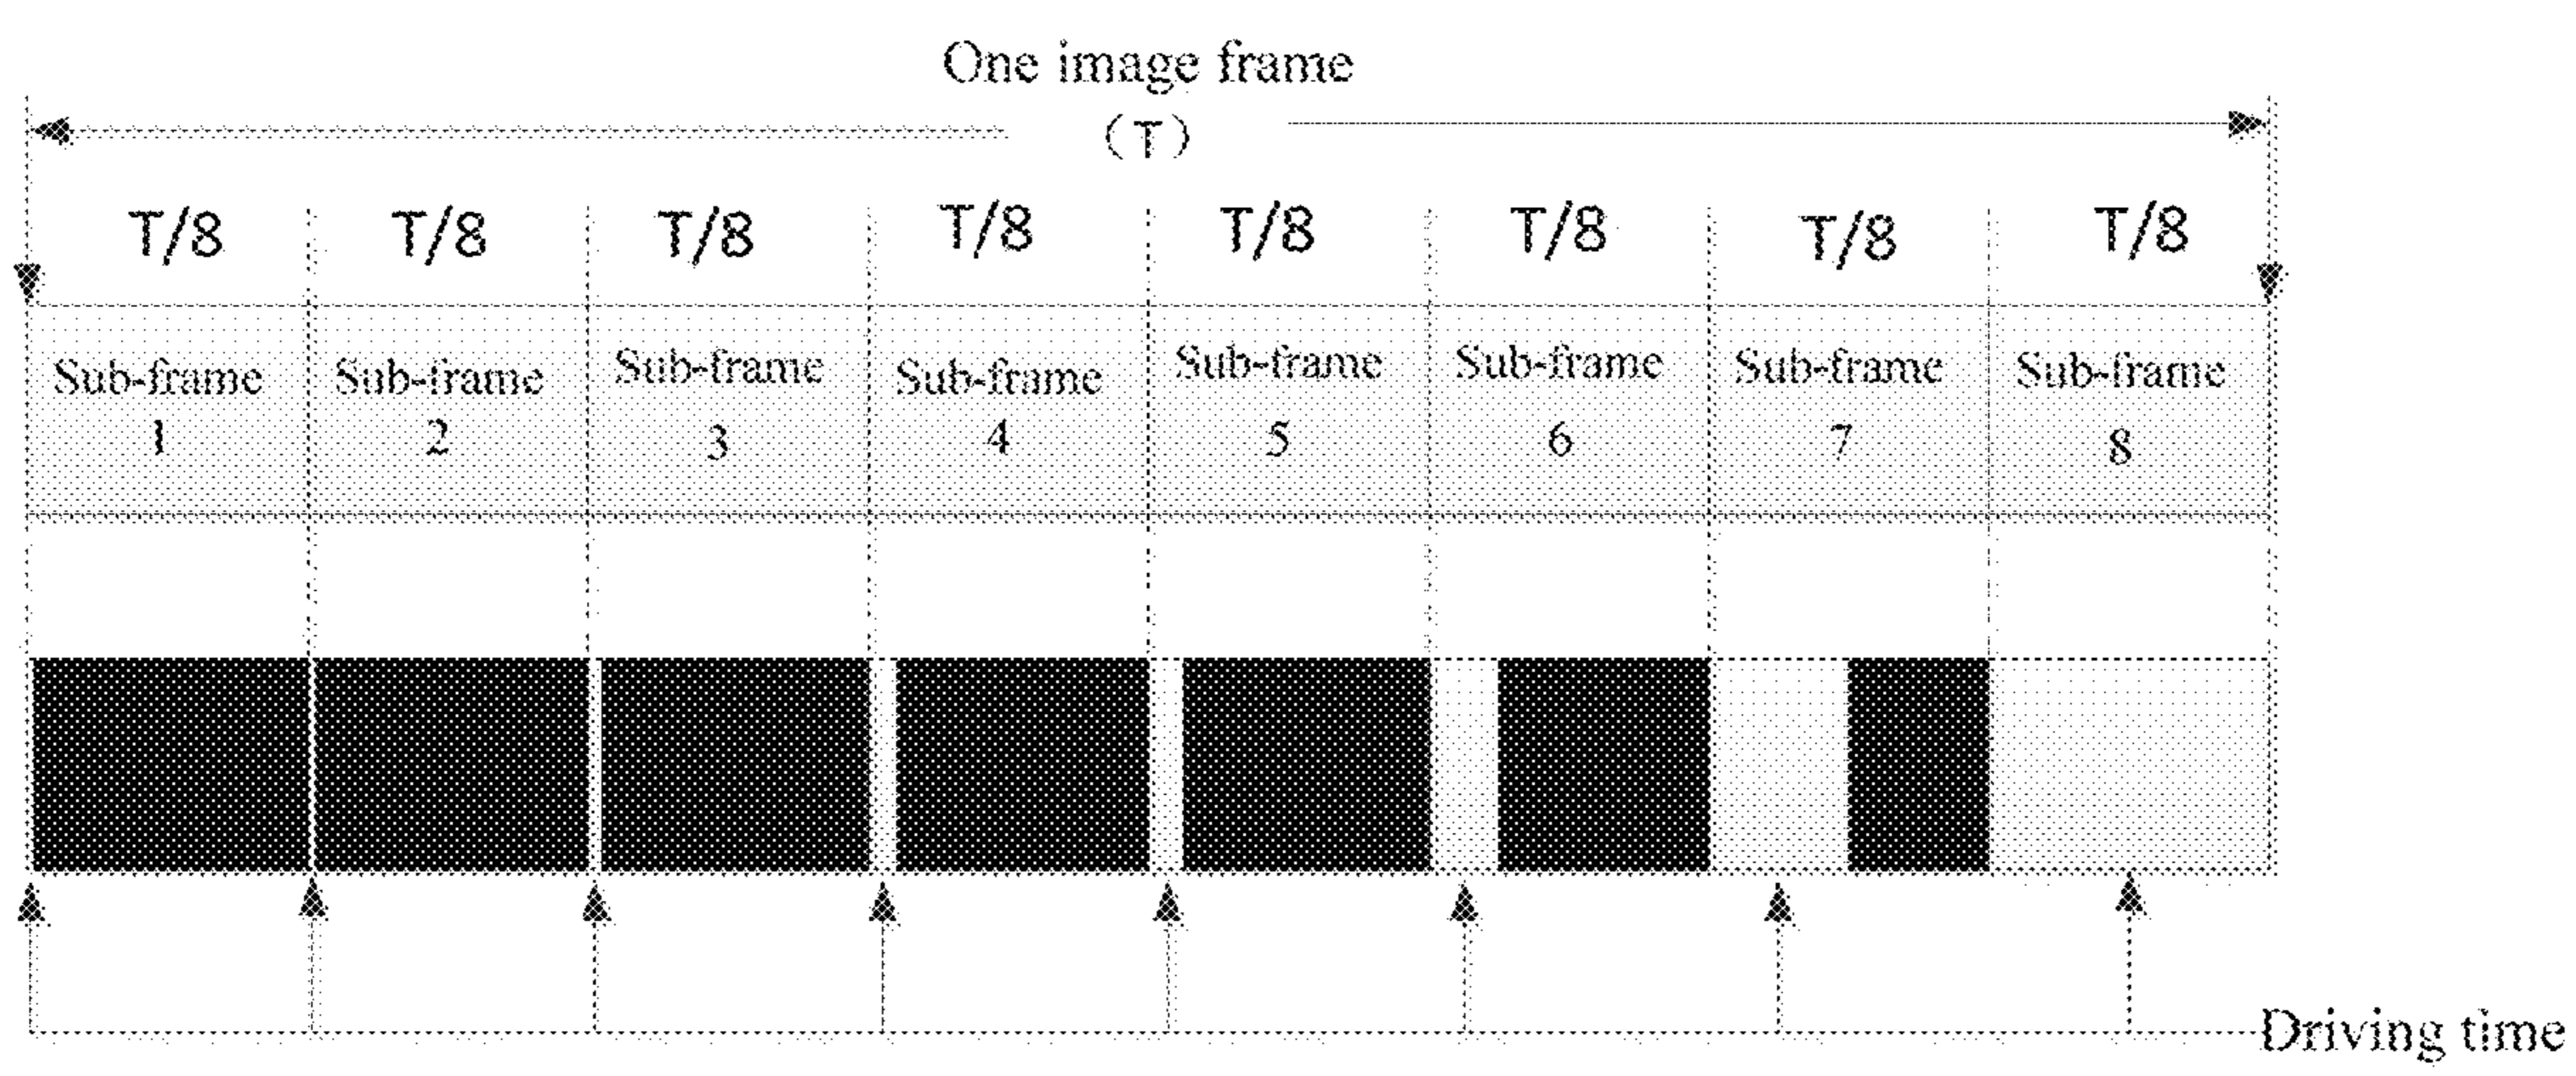 One image frame
(T)
T/8 T/8 T/8 T/8 T/8 T/8 T/8 T/8
Sub-frame Sub-frame Sub-frame Sub-frame Sub-frame Sub-frame Sub-frame Sub-frame
1 2 3 4 5 6 7 8
Driving time